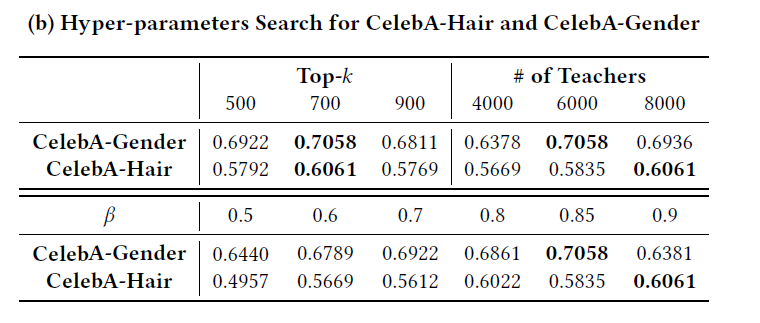 (b) Hyper-parameters Search for CelebA-Hair and CelebA-Gender
Top-k # of Teachers
500 700 900 4000 6000 8000
CelebA-Gender 0.6922 0.7058 0.6811 0.6378 0.7058 0.6936
CelebA-Hair 0.5792 0.6061 0.5769 0.5669 0.5835 0.6061
β 0.5 0.6 0.7 0.8 0.85 0.9
CelebA-Gender 0.6440 0.6789 0.6922 0.6861 0.7058 0.6381
CelebA-Hair 0.4957 0.5669 0.5612 0.6022 0.5835 0.6061